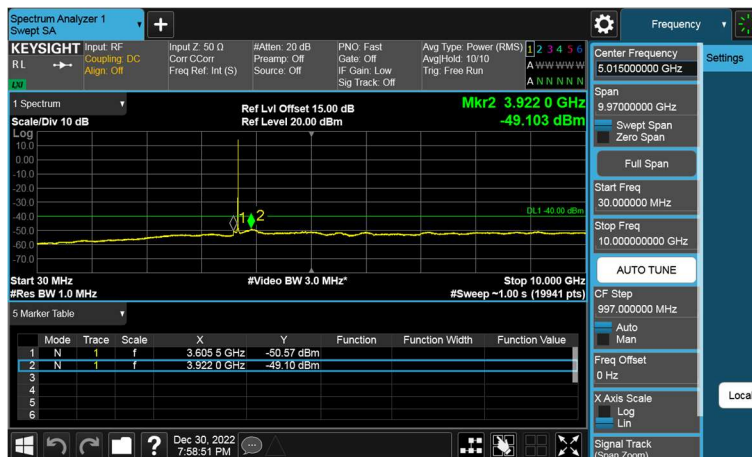 Spectrum Analyzer 1
Swept SA
+
Frequency
KEYSIGHT
RL
LXI
Input: RF
Coupling: DC
Align: Off
Input Z: 50 Ω
Corr CCorr
Freq Ref: Int (S)
#Atten: 20 dB
Preamp: Off
Source: Off
PNO: Fast
Gate: Off
IF Gain: Low
Sig Track: Off
Avg Type: Power (RMS)
Avg|Hold: 10/10
Trig: Free Run
1 2 3 4 5 6
A W W W W W
A N N N N N
1 Spectrum
Scale/Div 10 dB
Ref Lvl Offset 15.00 dB
Ref Level 20.00 dBm
Mkr2 3.922 0 GHz
-49.103 dBm
Log
10.0
0.00
-10.0
-20.0
-30.0
-40.0
-50.0
-60.0
-70.0
1
2
DL1 -40.00 dBm
Start 30 MHz
#Res BW 1.0 MHz
#Video BW 3.0 MHz*
Stop 10.000 GHz
#Sweep ~1.00 s (19941 pts)
5 Marker Table
Mode Trace Scale X Y Function Function Width Function Value
1 N 1 f 3.605 5 GHz -50.57 dBm
2 N 1 f 3.922 0 GHz -49.10 dBm
3
4
5
6
?
Dec 30, 2022
7:58:51 PM
Center Frequency
5.015000000 GHz
Settings
Span
9.97000000 GHz
Swept Span
Zero Span
Full Span
Start Freq
30.000000 MHz
Stop Freq
10.000000000 GHz
AUTO TUNE
CF Step
997.000000 MHz
Auto
Man
Freq Offset
0 Hz
X Axis Scale
Log
Lin
Local
Signal Track
(Span Zoom)